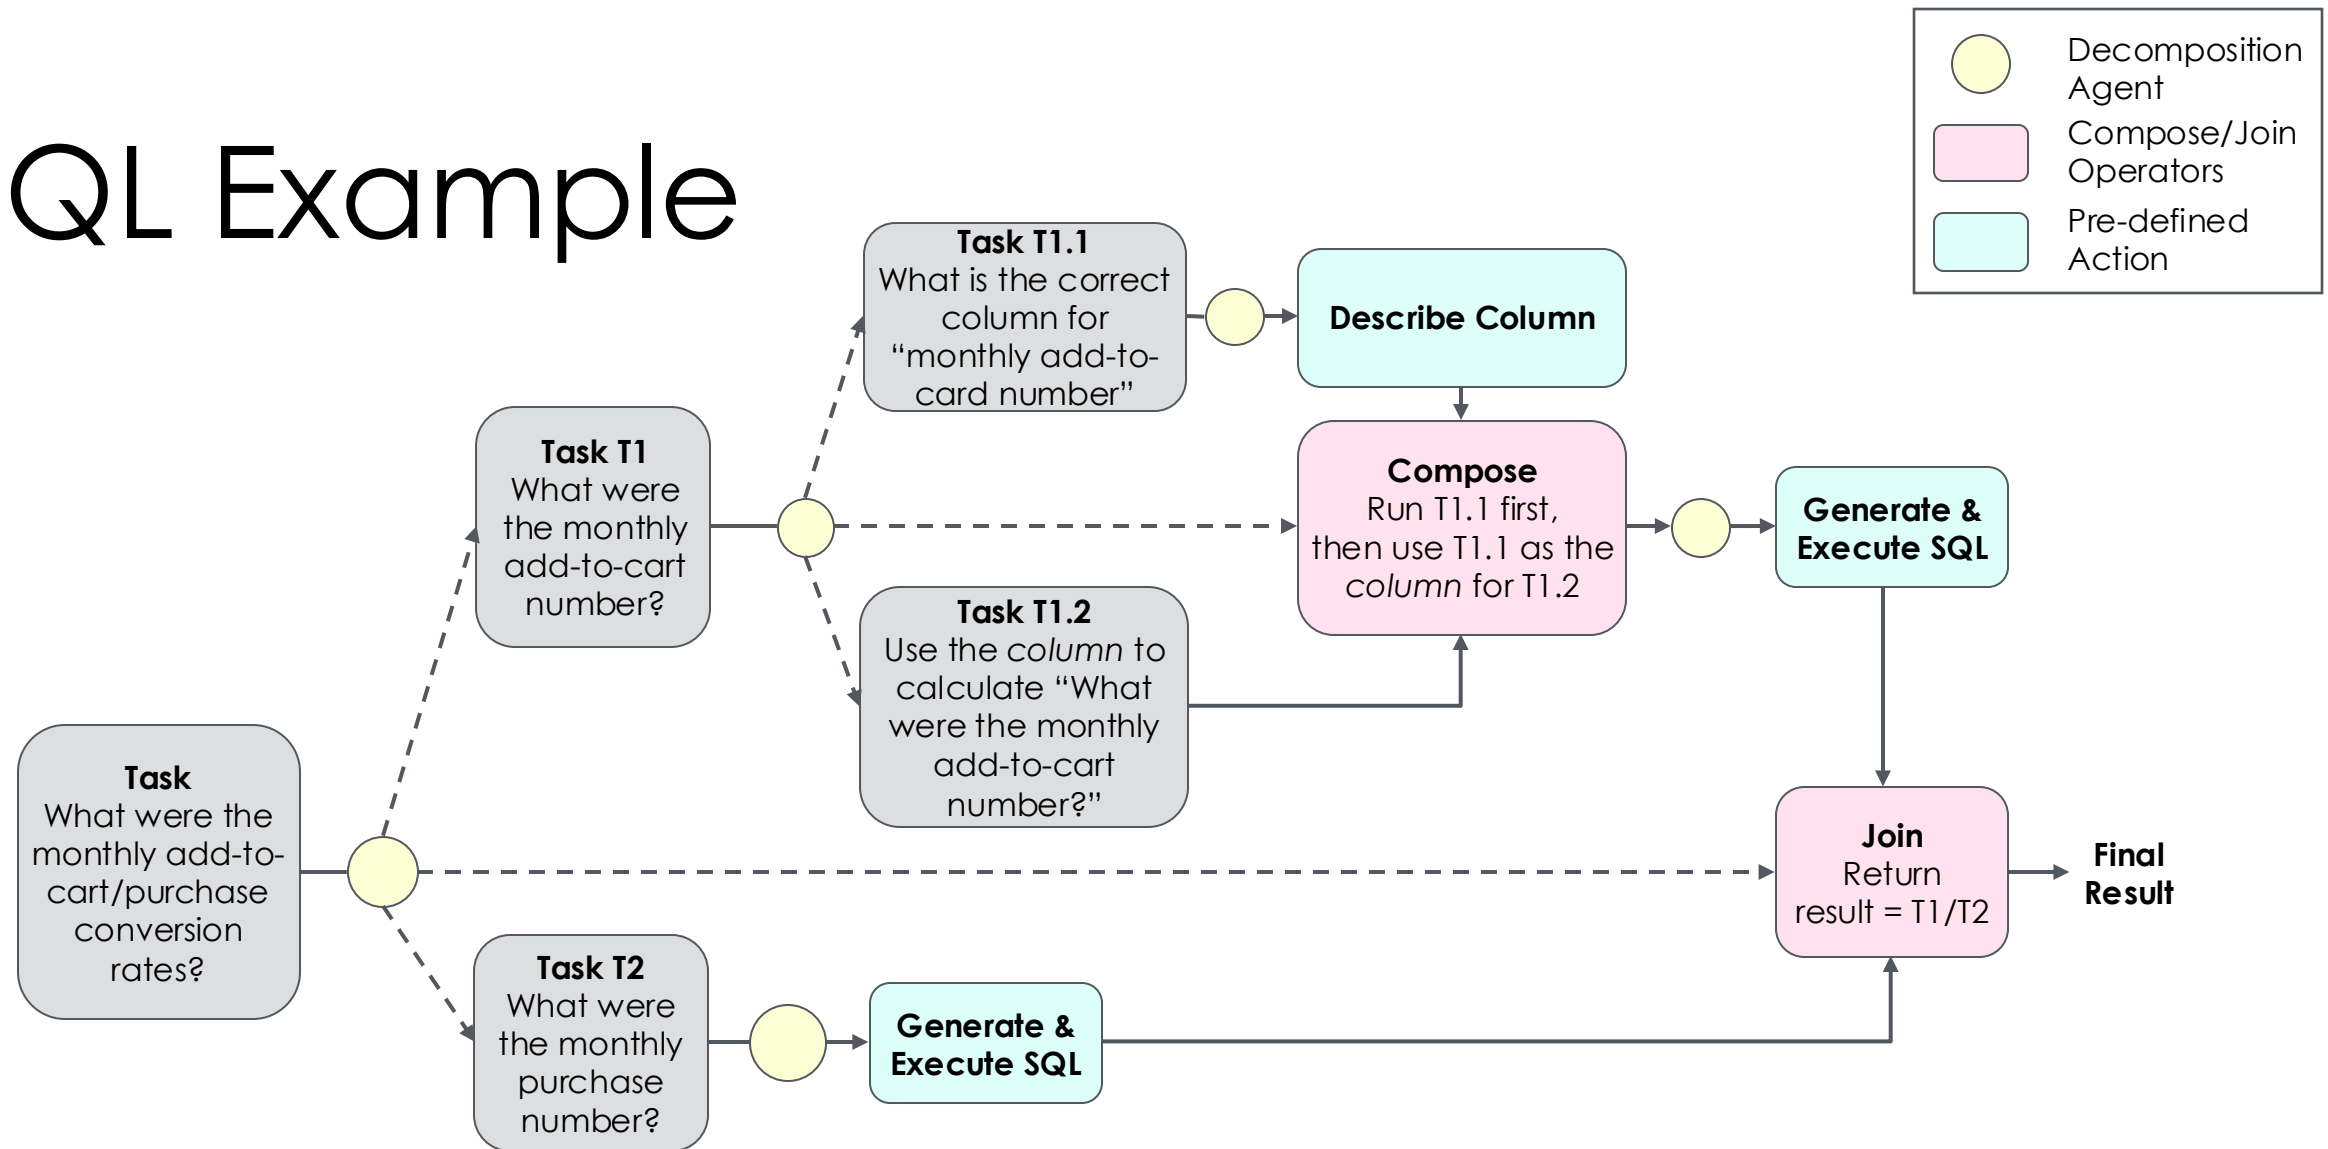 QL Example
Decomposition
Agent
Compose/Join
Operators
Pre-defined
Action
Task T1.1
What is the correct
column for
“monthly add-to-
card number”
Describe Column
Task T1
What were
the monthly
add-to-cart
number?
Compose
Run T1.1 first,
then use T1.1 as the
column for T1.2
Generate &
Execute SQL
Task T1.2
Use the column to
calculate “What
were the monthly
add-to-cart
number?”
Task
What were the
monthly add-to-
cart/purchase
conversion
rates?
Join
Return
result = T1/T2
Final
Result
Task T2
What were
the monthly
purchase
number?
Generate &
Execute SQL